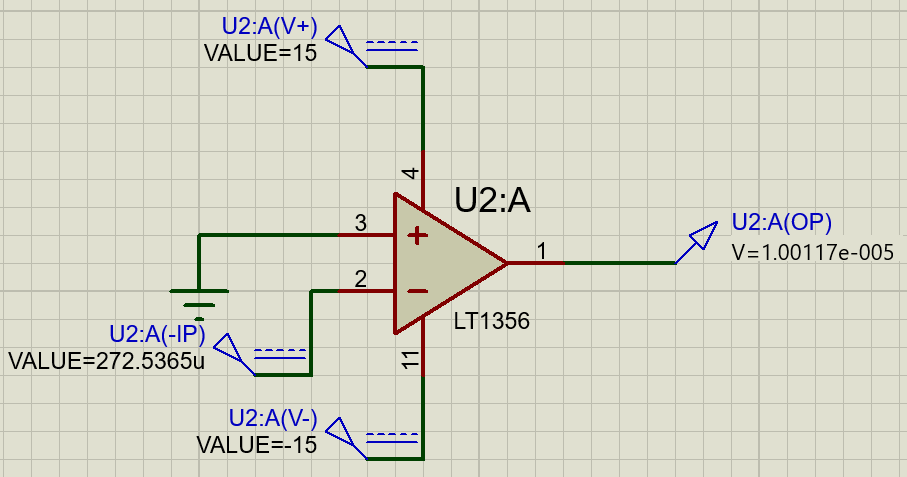 U2:A(V+)
VALUE=15
4
U2:A
3
+
1
U2:A(OP)
V=1.00117e-005
2
−
LT1356
U2:A(-IP)
VALUE=272.5365u
11
U2:A(V-)
VALUE=-15